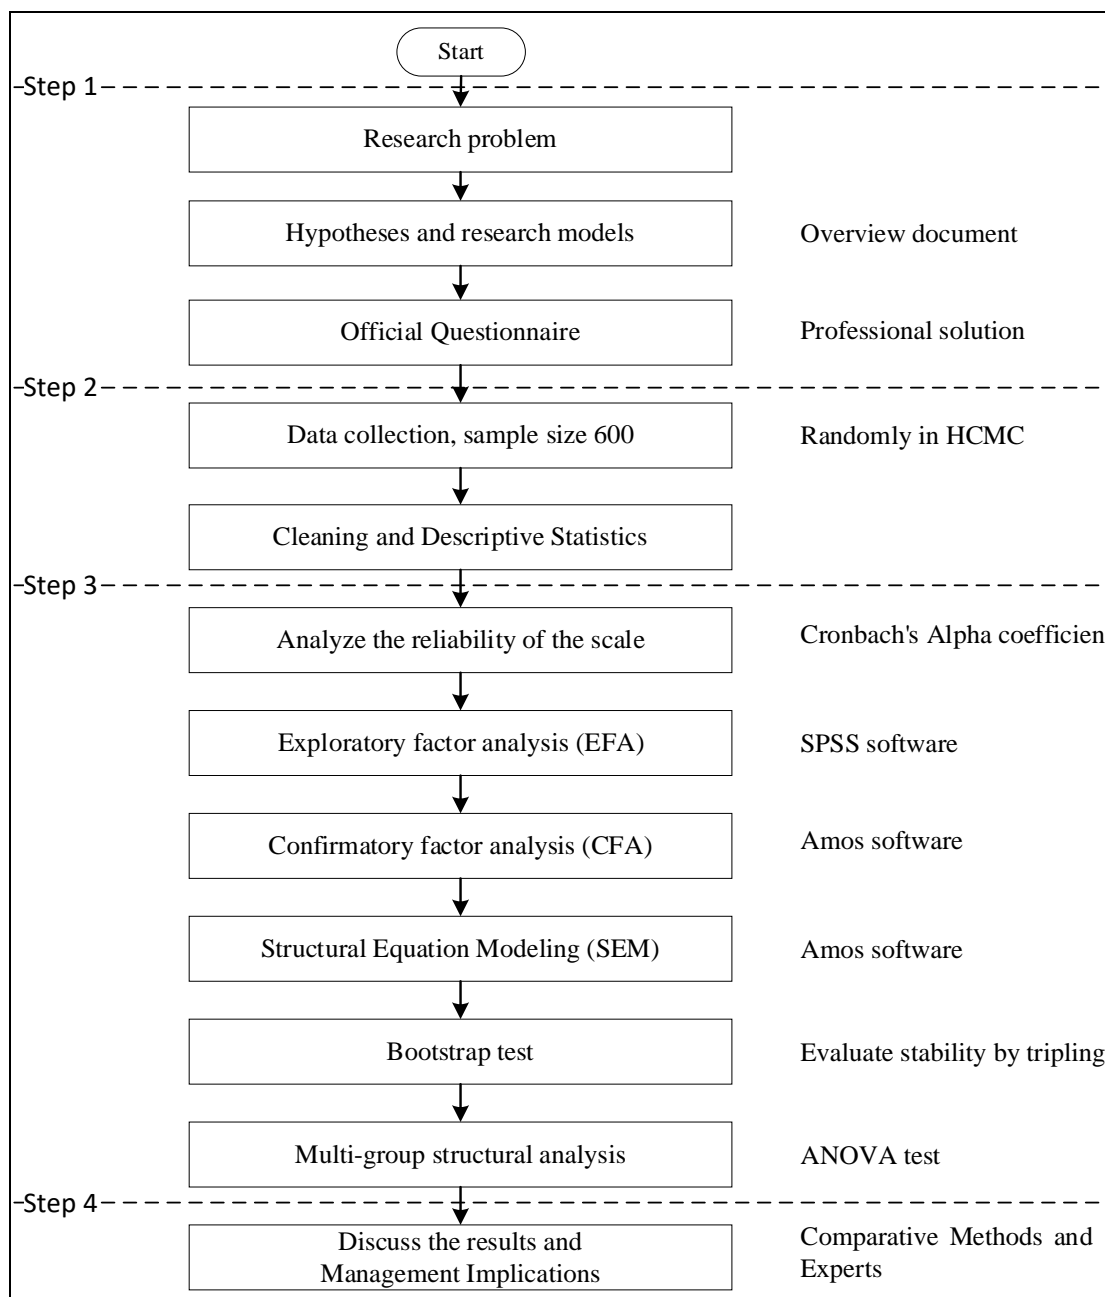 Start
Step 1
Research problem
Hypotheses and research models
Overview document
Official Questionnaire
Professional solution
Step 2
Data collection, sample size 600
Randomly in HCMC
Cleaning and Descriptive Statistics
Step 3
Analyze the reliability of the scale
Cronbach's Alpha coefficien
Exploratory factor analysis (EFA)
SPSS software
Confirmatory factor analysis (CFA)
Amos software
Structural Equation Modeling (SEM)
Amos software
Bootstrap test
Evaluate stability by tripling
Multi-group structural analysis
ANOVA test
Step 4
Discuss the results and
Management Implications
Comparative Methods and
Experts